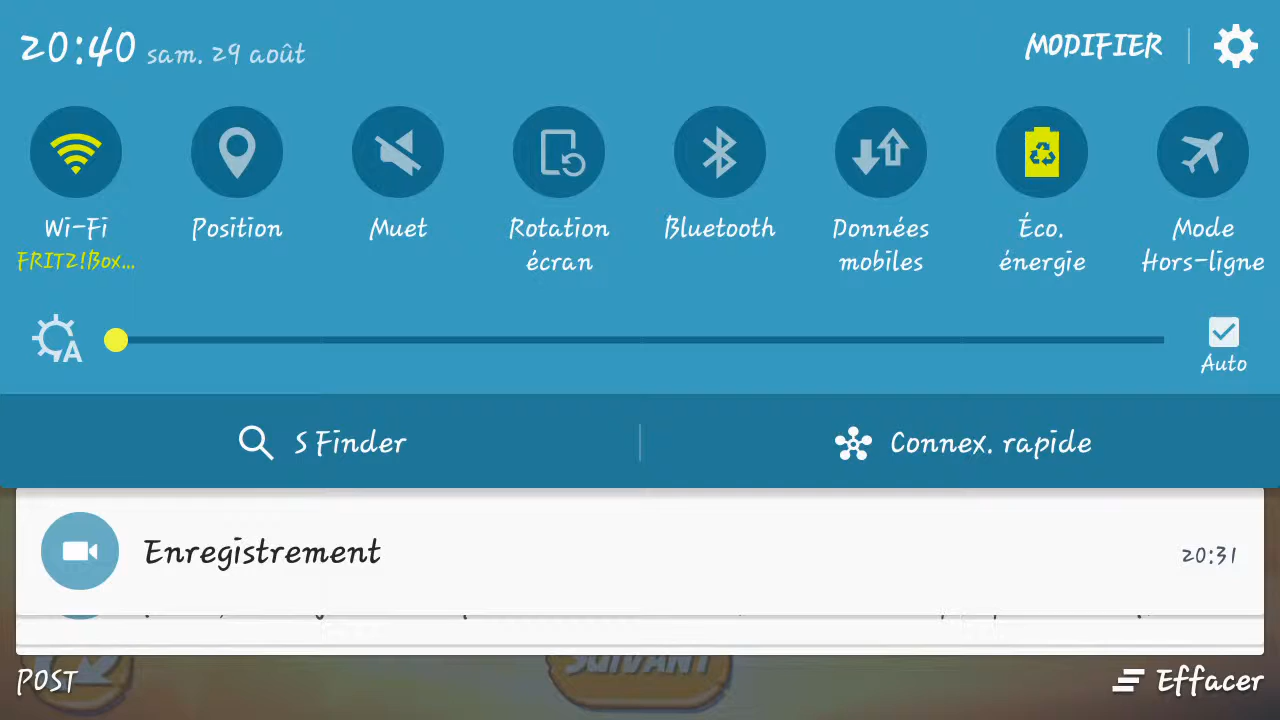 20:40 sam. 29 août
MODIFIER
Wi-Fi
FRITZ!Box...
Position
Muet
Rotation
écran
Bluetooth
Données
mobiles
Éco.
énergie
Mode
Hors-ligne
A
Auto
S Finder
Connex. rapide
Enregistrement
20:31
SUIVANT
POST
Effacer